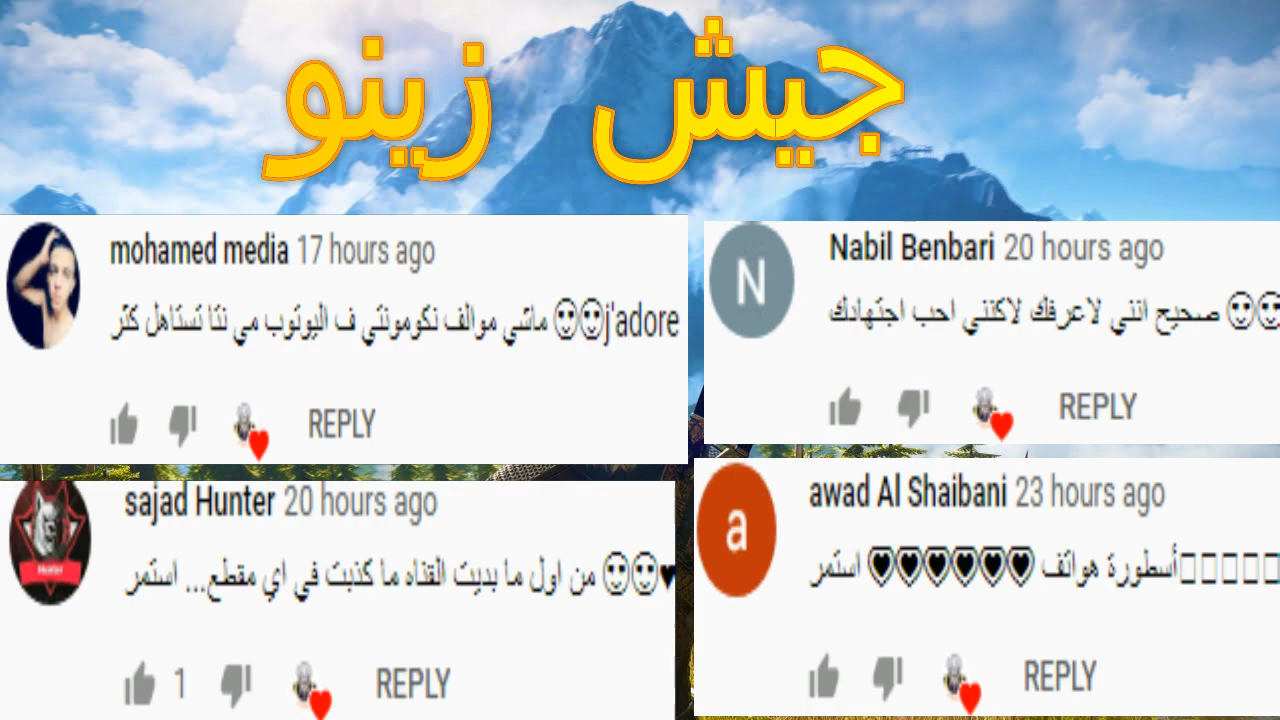 جيش زينو
mohamed media 17 hours ago
ماشي موالف نكومونتي ف اليوتوب مي نتا تستاهل كثر 🙂🙂j'adore
REPLY
Nabil Benbari 20 hours ago
N
صحيح انني لاعرفك لاكنني احب اجتهادك 🙂🙂
REPLY
sajad Hunter 20 hours ago
من اول ما بديت القناه ما كذبت في اي مقطع... استمر 🙂🙂♥
1 REPLY
awad Al Shaibani 23 hours ago
a
أسطورة هواتف 🖤🖤🖤🖤🖤🖤 استمر
REPLY